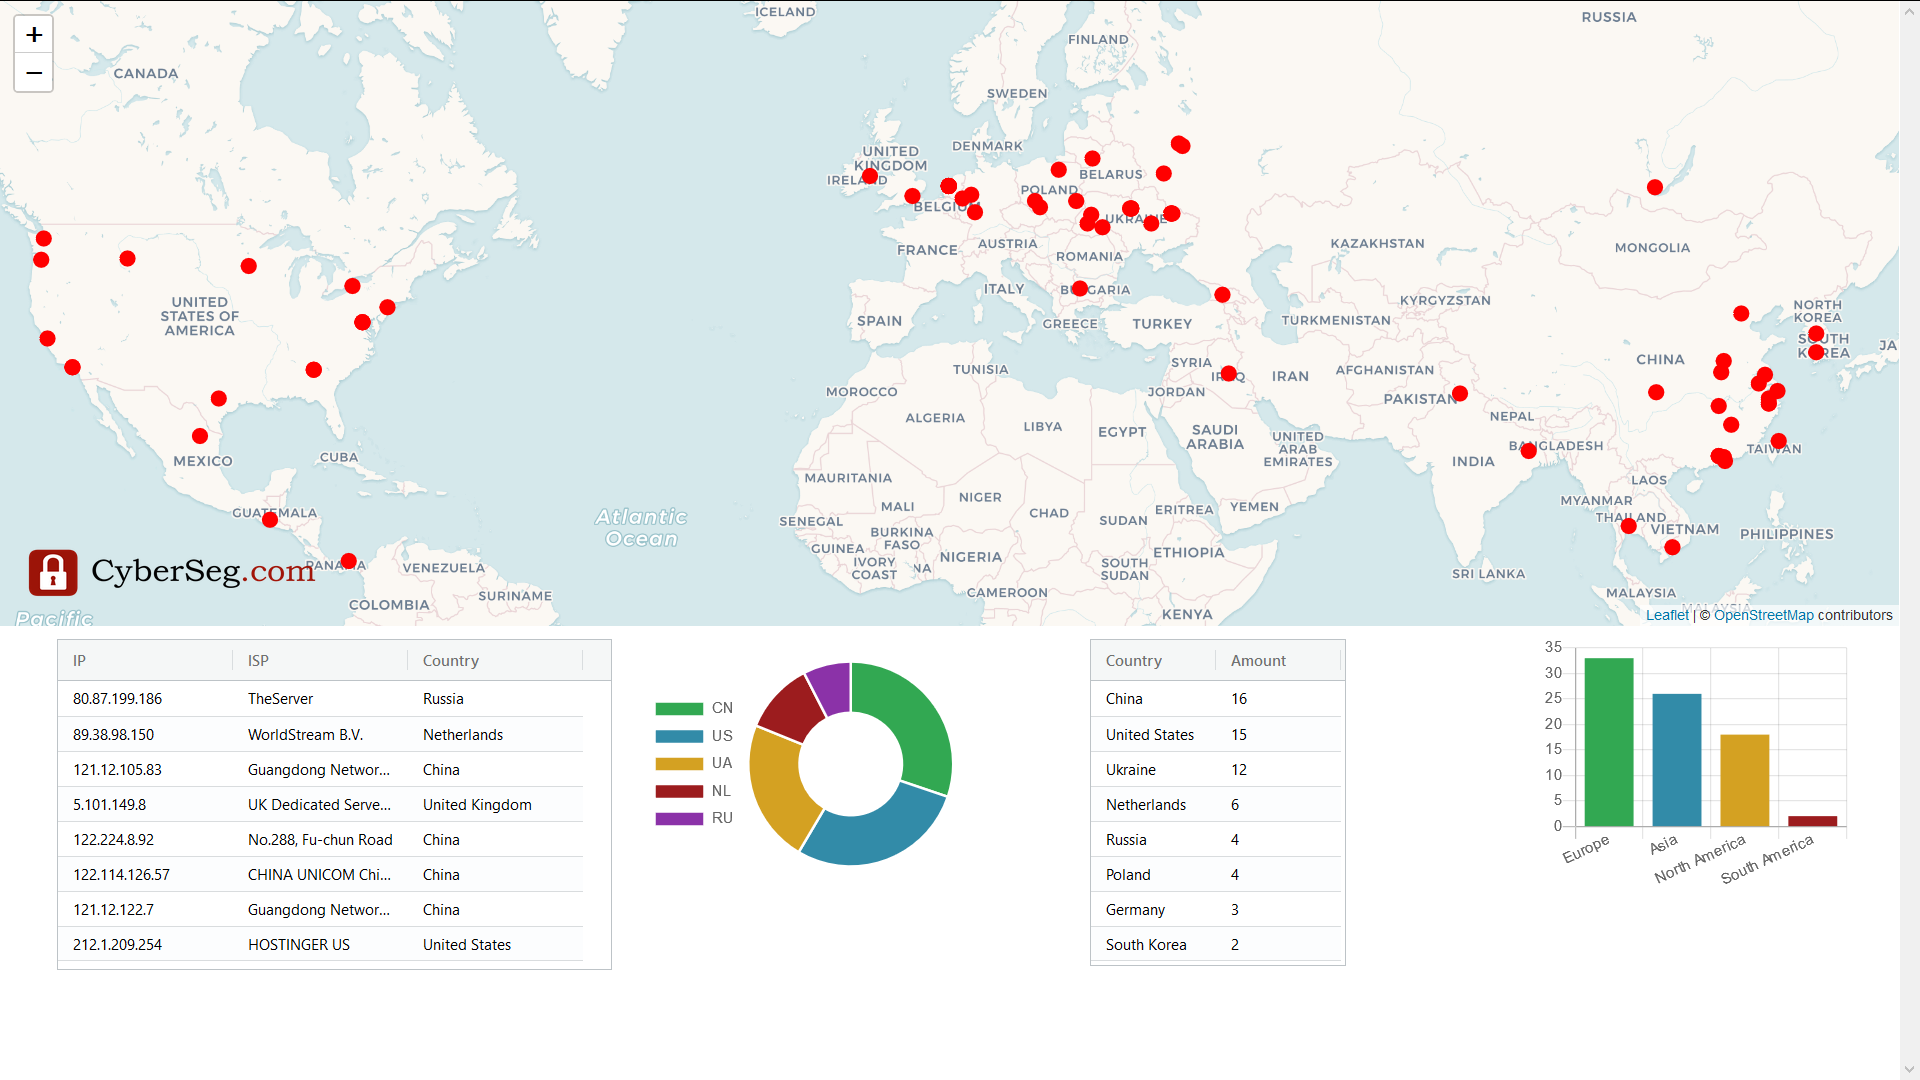 +
−
ICELAND
RUSSIA
FINLAND
CANADA
SWEDEN
DENMARK
UNITED
KINGDOM
BELARUS
POLAND
BELGIUM
AUSTRIA
KAZAKHSTAN
MONGOLIA
FRANCE
ROMANIA
ITALY
KYRGYZSTAN
UNITED
STATES OF
AMERICA
NORTH
KOREA
SPAIN
GREECE
TURKEY
TURKMENISTAN
CHINA
SYRIA
TUNISIA
IRAN
AFGHANISTAN
MOROCCO
JORDAN
PAKISTAN
ALGERIA
NEPAL
LIBYA
EGYPT
SAUDI
ARABIA
UNITED
ARAB
EMIRATES
BANGLADESH
TAIWAN
MEXICO
CUBA
INDIA
MAURITANIA
LAOS
NIGER
MYANMAR
MALI
CHAD
ERITREA
YEMEN
GUATEMALA
Atlantic
Ocean
SENEGAL
SUDAN
THAILAND
VIETNAM
BURKINA
FASO
PHILIPPINES
GUINEA
NIGERIA
ETHIOPIA
IVORY
COAST
SOUTH
SUDAN
VENEZUELA
SRI LANKA
CyberSeg.com
SURINAME
CAMEROON
MALAYSIA
COLOMBIA
KENYA
Pacific
Leaflet | © OpenStreetMap contributors
IP ISP Country
80.87.199.186 TheServer Russia
89.38.98.150 WorldStream B.V. Netherlands
121.12.105.83 Guangdong Networ... China
5.101.149.8 UK Dedicated Serve... United Kingdom
122.224.8.92 No.288, Fu-chun Road China
122.114.126.57 CHINA UNICOM Chi... China
121.12.122.7 Guangdong Networ... China
212.1.209.254 HOSTINGER US United States
CN
US
UA
NL
RU
Country Amount
China 16
United States 15
Ukraine 12
Netherlands 6
Russia 4
Poland 4
Germany 3
South Korea 2
35
30
25
20
15
10
5
0
Europe
Asia
North America
South America